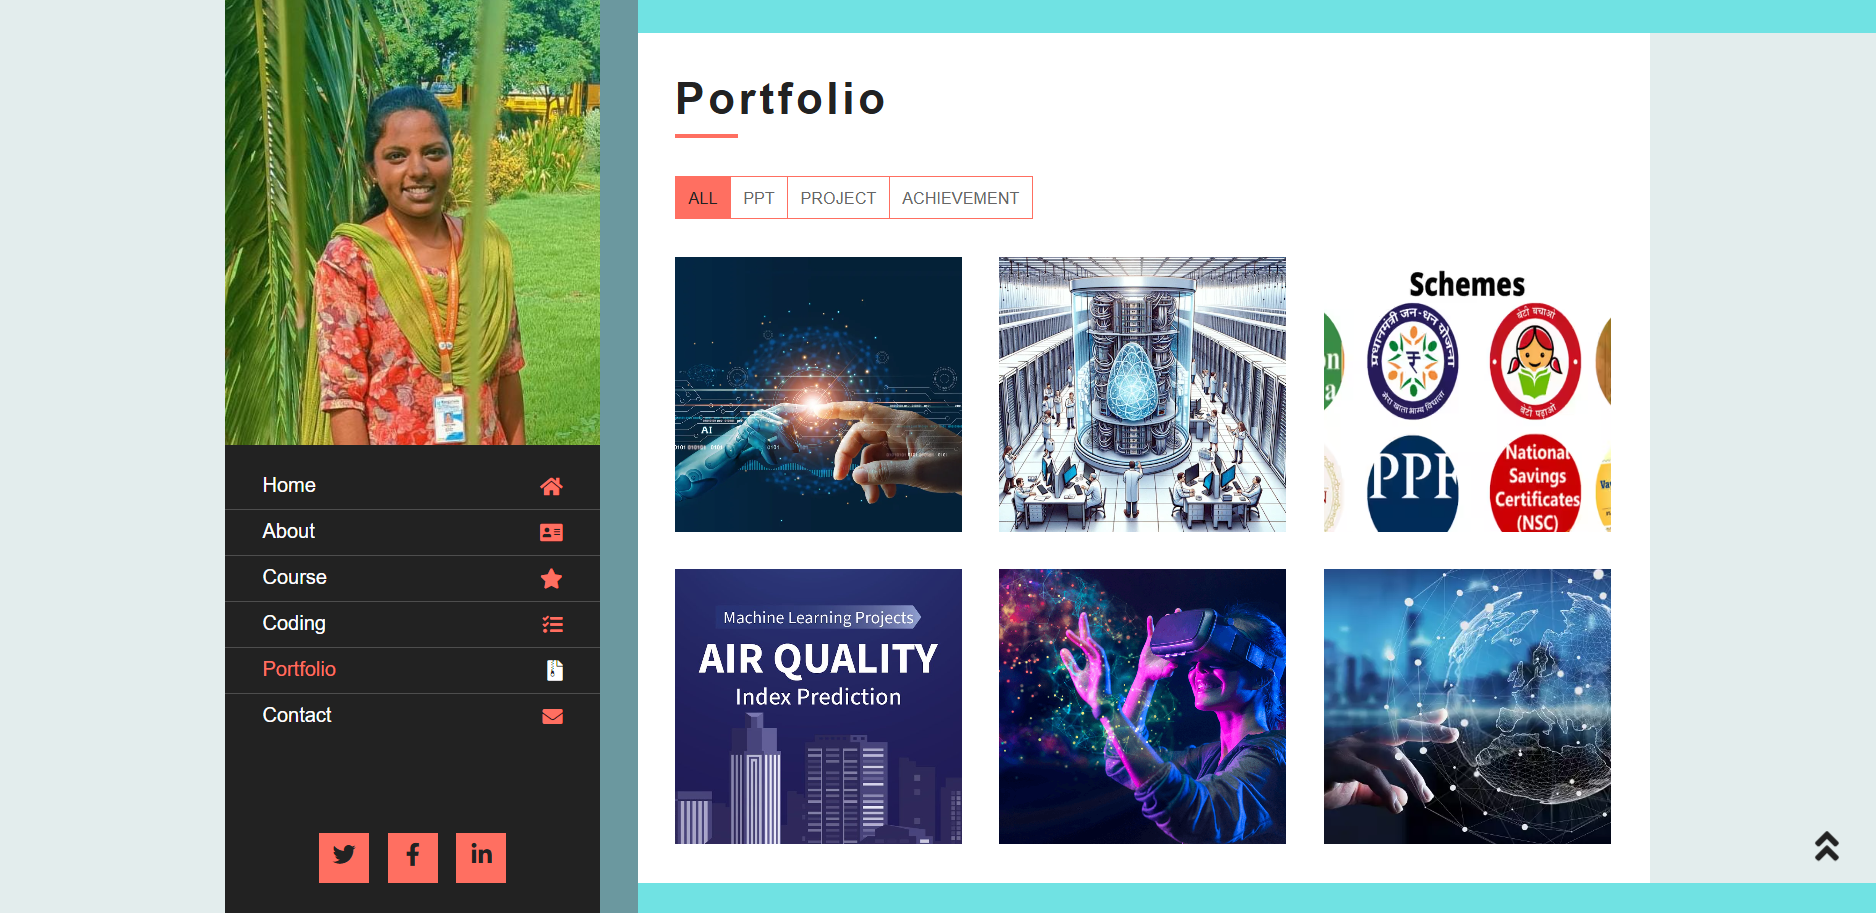 Home
About
Course
Coding
Portfolio
Contact
Portfolio
ALL
PPT
PROJECT
ACHIEVEMENT
AI
Schemes
प्रधानमंत्री जन-धन योजना
मेरा खाता भाग्य विधाता
बेटी बचाओ
बेटी पढ़ाओ
PPF
National
Savings
Certificates
(NSC)
Machine Learning Projects
AIR QUALITY
Index Prediction